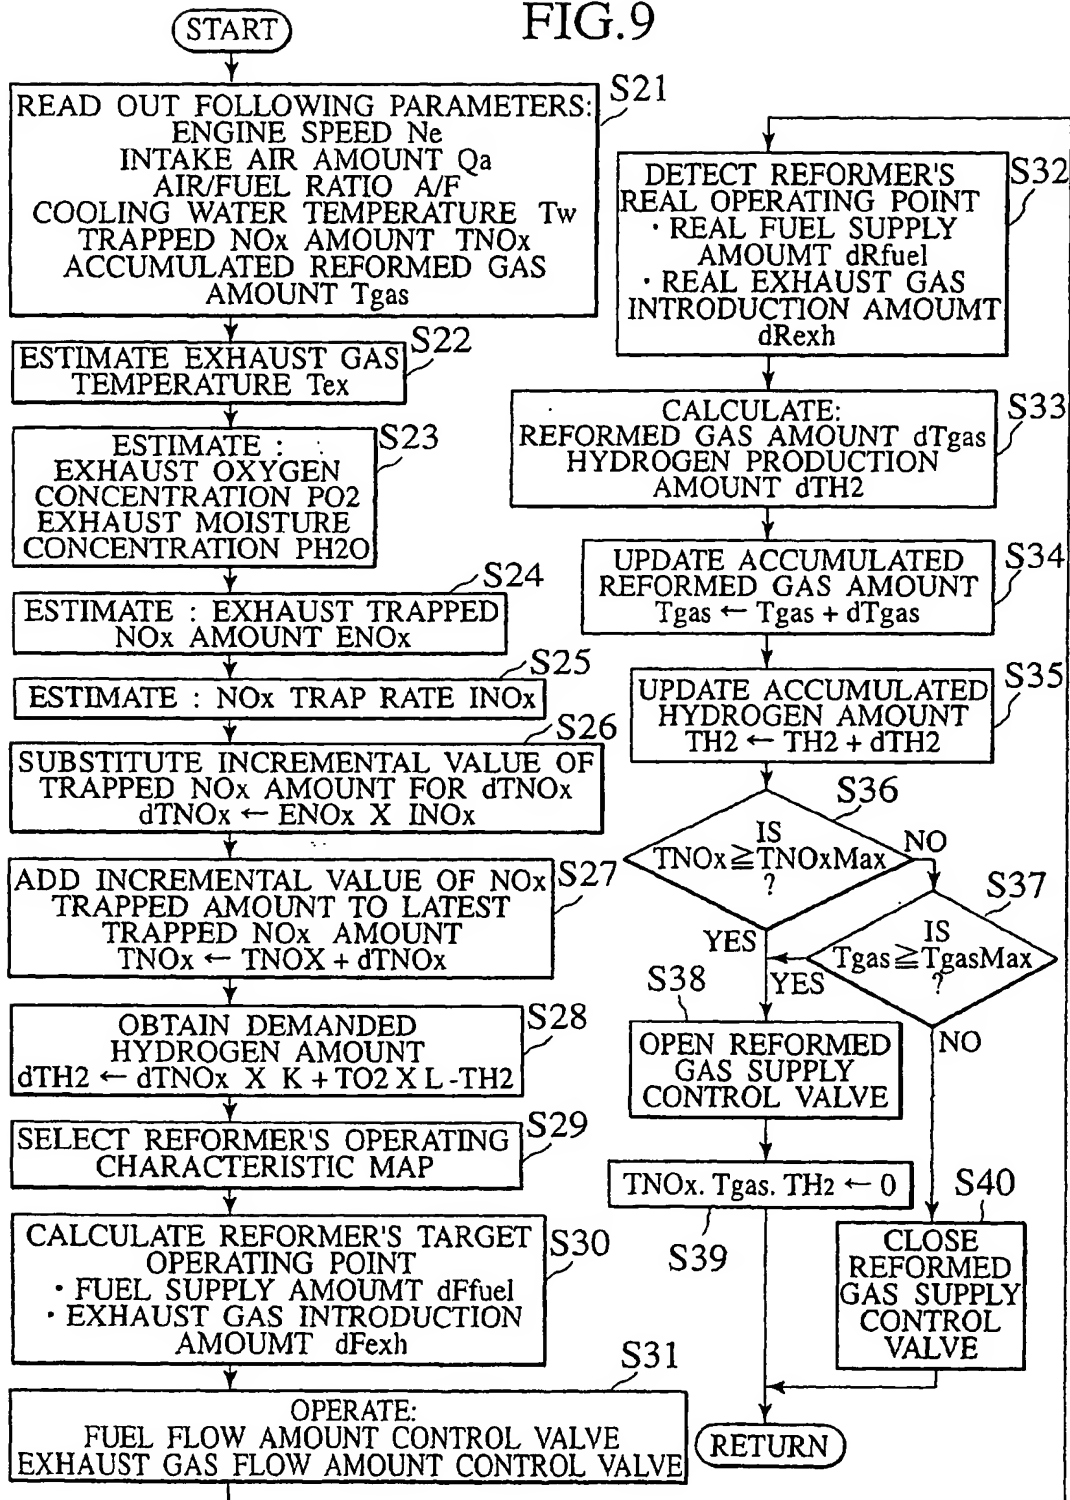 FIG.9
START
S21
READ OUT FOLLOWING PARAMETERS:
ENGINE SPEED Ne
INTAKE AIR AMOUNT Qa
AIR/FUEL RATIO A/F
COOLING WATER TEMPERATURE Tw
TRAPPED NOx AMOUNT TNOx
ACCUMULATED REFORMED GAS
AMOUNT Tgas
S22
ESTIMATE EXHAUST GAS
TEMPERATURE Tex
S23
ESTIMATE :
EXHAUST OXYGEN
CONCENTRATION PO2
EXHAUST MOISTURE
CONCENTRATION PH2O
S24
ESTIMATE : EXHAUST TRAPPED
NOx AMOUNT ENOx
S25
ESTIMATE : NOx TRAP RATE INOx
S26
SUBSTITUTE INCREMENTAL VALUE OF
TRAPPED NOx AMOUNT FOR dTNOx
dTNOx ← ENOx X INOx
S27
ADD INCREMENTAL VALUE OF NOx
TRAPPED AMOUNT TO LATEST
TRAPPED NOx AMOUNT
TNOx ← TNOX + dTNOx
S28
OBTAIN DEMANDED
HYDROGEN AMOUNT
dTH2 ← dTNOx X K + TO2 X L -TH2
S29
SELECT REFORMER'S OPERATING
CHARACTERISTIC MAP
S30
CALCULATE REFORMER'S TARGET
OPERATING POINT
· FUEL SUPPLY AMOUMT dFfuel
· EXHAUST GAS INTRODUCTION
AMOUMT dFexh
S31
OPERATE:
FUEL FLOW AMOUNT CONTROL VALVE
EXHAUST GAS FLOW AMOUNT CONTROL VALVE
S32
DETECT REFORMER'S
REAL OPERATING POINT
· REAL FUEL SUPPLY
AMOUMT dRfuel
· REAL EXHAUST GAS
INTRODUCTION AMOUMT
dRexh
S33
CALCULATE:
REFORMED GAS AMOUNT dTgas
HYDROGEN PRODUCTION
AMOUNT dTH2
S34
UPDATE ACCUMULATED
REFORMED GAS AMOUNT
Tgas ← Tgas + dTgas
S35
UPDATE ACCUMULATED
HYDROGEN AMOUNT
TH2 ← TH2 + dTH2
S36
IS
TNOx≧TNOxMax
?
NO
YES
S37
IS
Tgas≧TgasMax
?
YES
NO
S38
OPEN REFORMED
GAS SUPPLY
CONTROL VALVE
TNOx. Tgas. TH2 ← 0
S39
S40
CLOSE
REFORMED
GAS SUPPLY
CONTROL
VALVE
RETURN